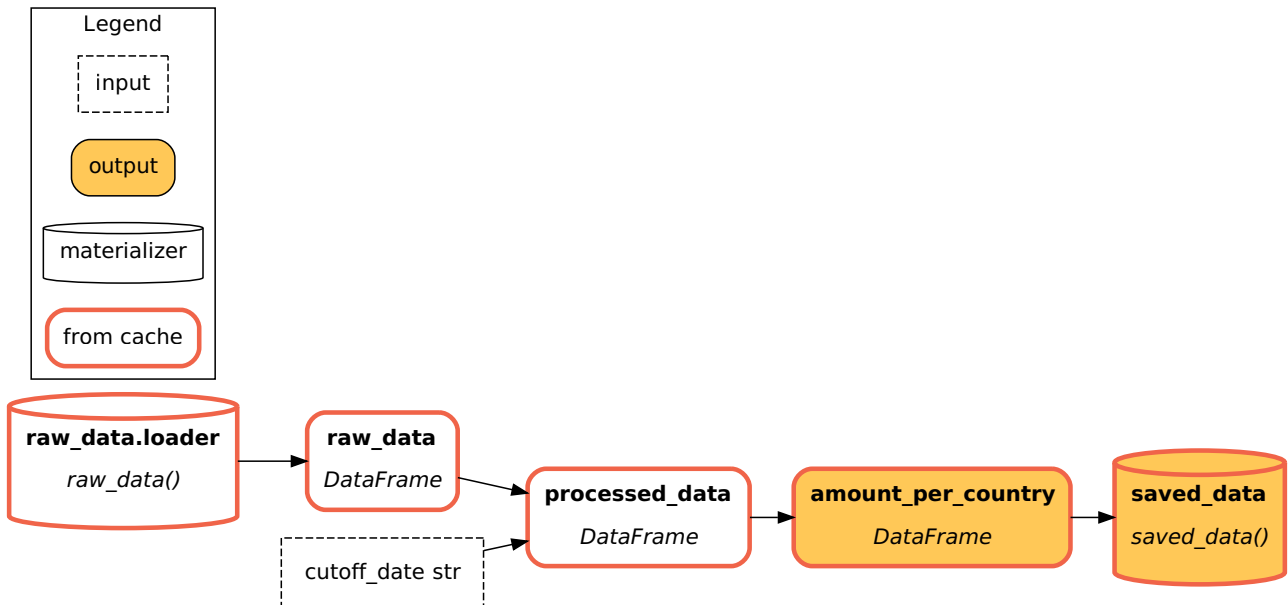 Legend
input
output
materializer
from cache
raw_data.loader
raw_data()
raw_data
DataFrame
cutoff_date str
processed_data
DataFrame
amount_per_country
DataFrame
saved_data
saved_data()